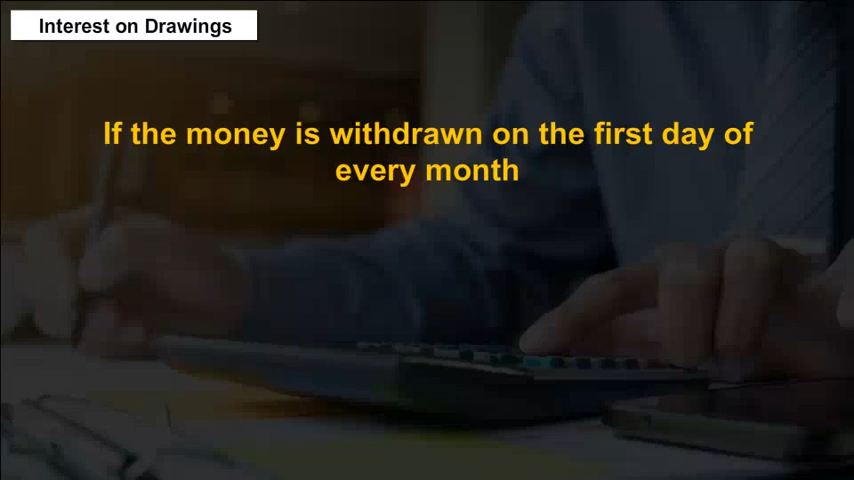 Interest on Drawings
If the money is withdrawn on the first day of
every month